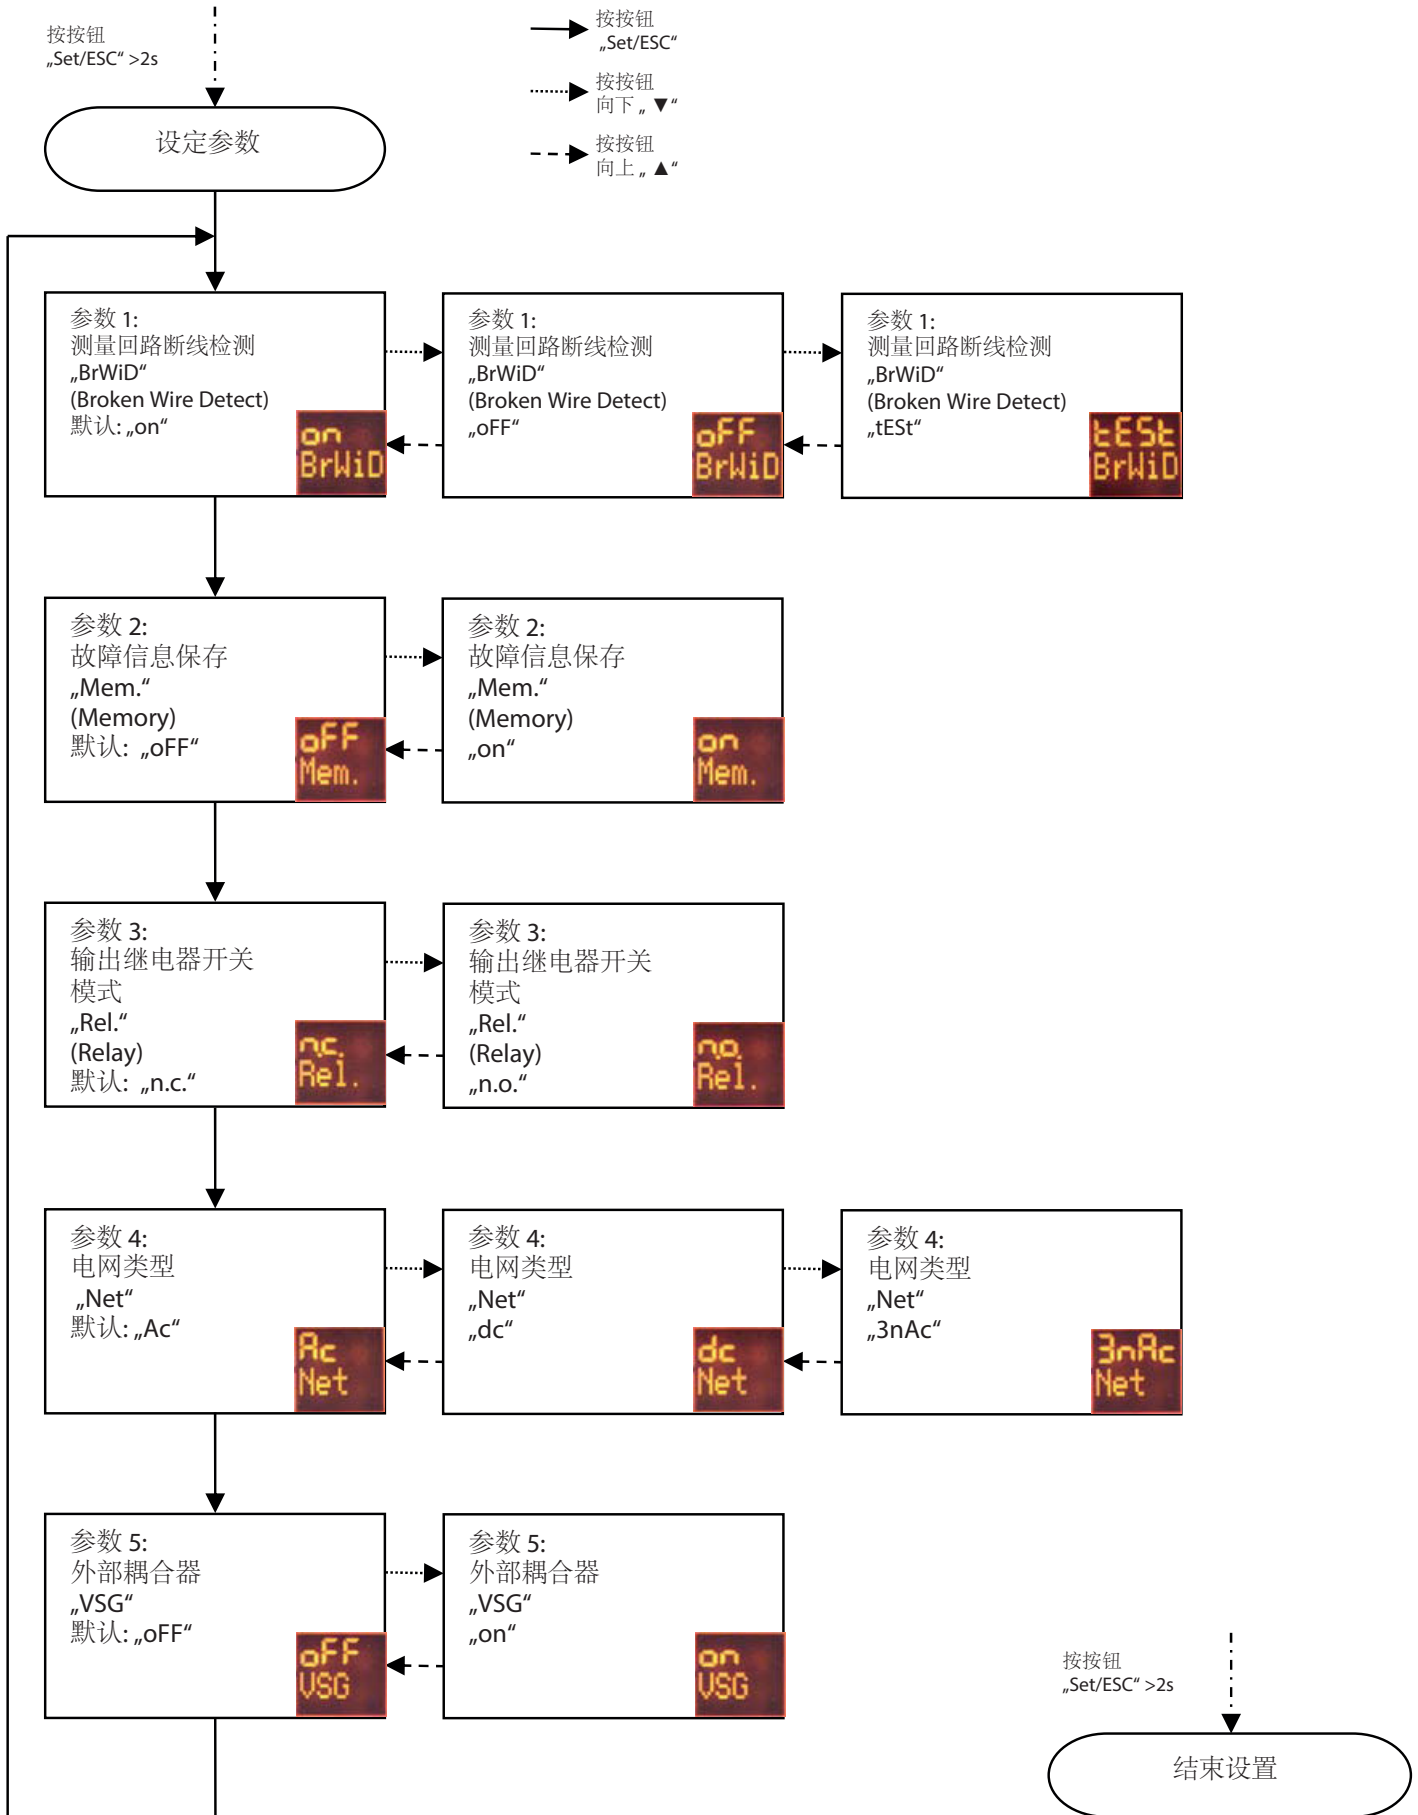 按按钮
„Set/ESC“ >2s
按按钮
„Set/ESC“
按按钮
向下 „ ▼“
按按钮
向上 „ ▲“
设定参数
参数 1:
测量回路断线检测
„BrWiD“
(Broken Wire Detect)
默认: „on“
on
BrWiD
参数 1:
测量回路断线检测
„BrWiD“
(Broken Wire Detect)
„oFF“
oFF
BrWiD
参数 1:
测量回路断线检测
„BrWiD“
(Broken Wire Detect)
„tESt“
tESt
BrWiD
参数 2:
故障信息保存
„Mem.“
(Memory)
默认: „oFF“
oFF
Mem.
参数 2:
故障信息保存
„Mem.“
(Memory)
„on“
on
Mem.
参数 3:
输出继电器开关
模式
„Rel.“
(Relay)
默认: „n.c.“
n.c.
Rel.
参数 3:
输出继电器开关
模式
„Rel.“
(Relay)
„n.o.“
n.o.
Rel.
参数 4:
电网类型
„Net“
默认: „Ac“
Ac
Net
参数 4:
电网类型
„Net“
„dc“
dc
Net
参数 4:
电网类型
„Net“
„3nAc“
3nAc
Net
参数 5:
外部耦合器
„VSG“
默认: „oFF“
oFF
VSG
参数 5:
外部耦合器
„VSG“
„on“
on
VSG
按按钮
„Set/ESC“ >2s
结束设置